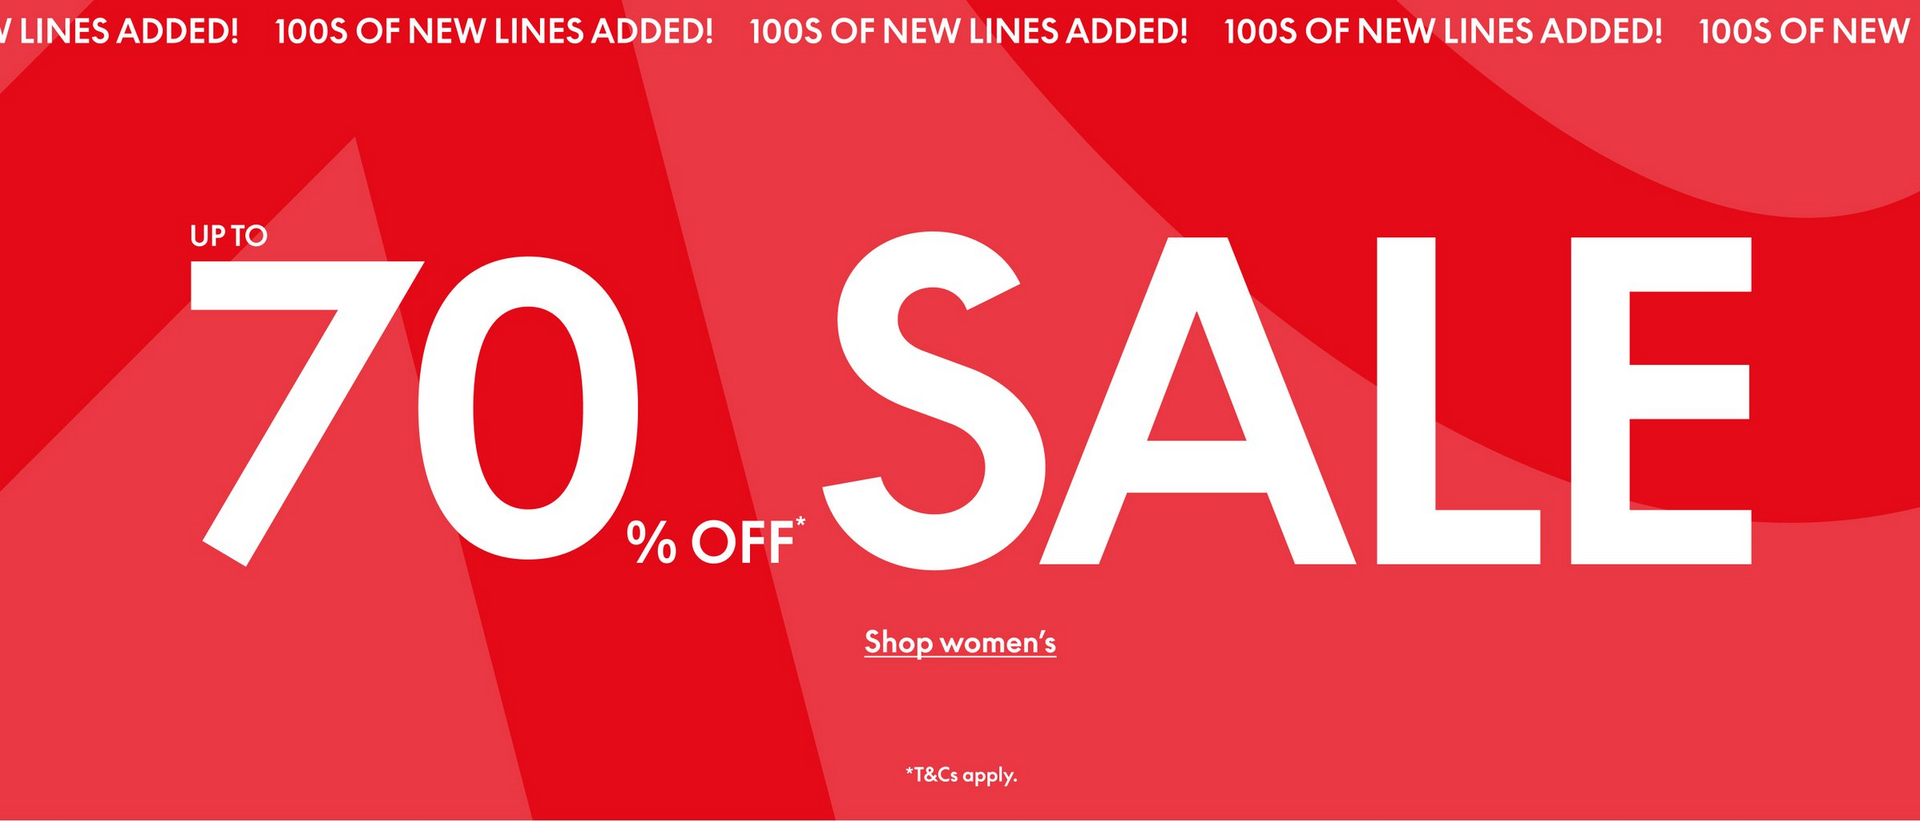 LINES ADDED! 100S OF NEW LINES ADDED! 100S OF NEW LINES ADDED! 100S OF NEW LINES ADDED! 100S OF NEW
UP TO
70% OFF* SALE
Shop women's
*T&Cs apply.